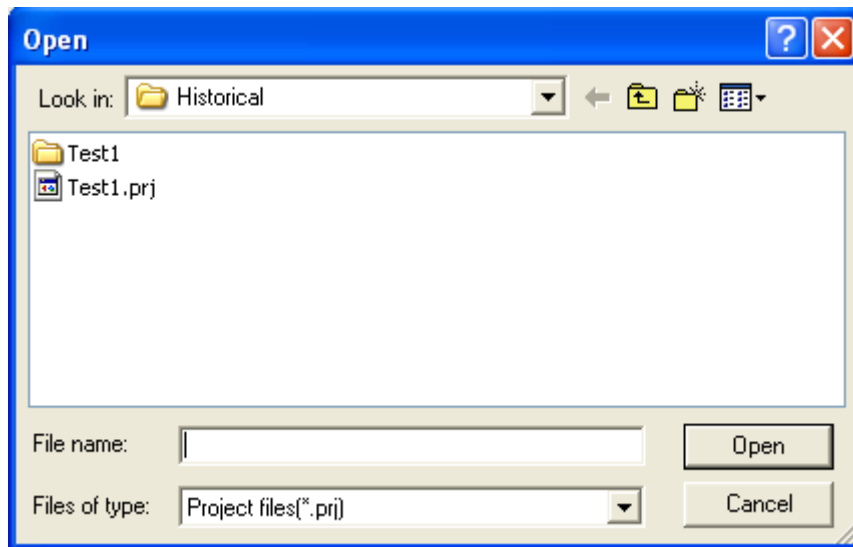 Open
Look in: Historical
Test1
Test1.prj
File name: Open
Files of type: Project files(*.prj) Cancel